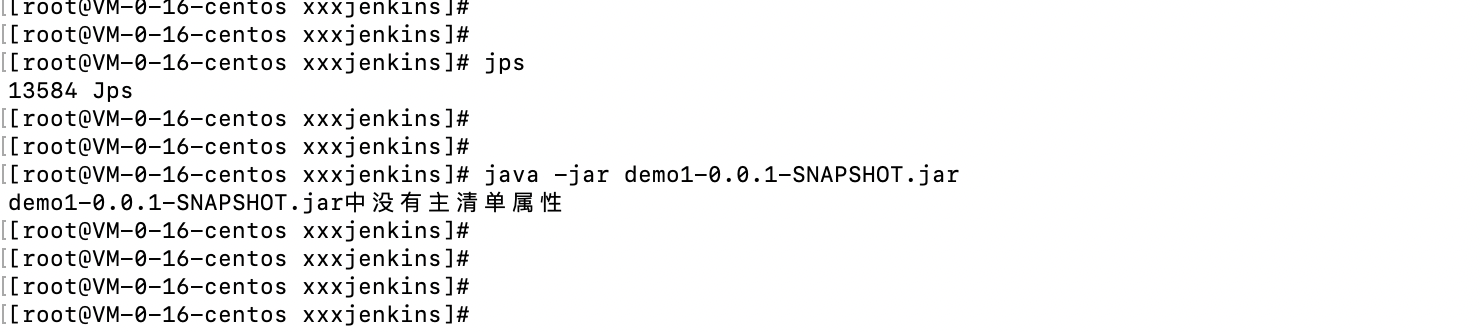 [[root@VM-0-16-centos xxxjenkins]#
[[root@VM-0-16-centos xxxjenkins]#
[[root@VM-0-16-centos xxxjenkins]# jps
13584 Jps
[[root@VM-0-16-centos xxxjenkins]#
[[root@VM-0-16-centos xxxjenkins]#
[[root@VM-0-16-centos xxxjenkins]# java -jar demo1-0.0.1-SNAPSHOT.jar
demo1-0.0.1-SNAPSHOT.jar中没有主清单属性
[[root@VM-0-16-centos xxxjenkins]#
[[root@VM-0-16-centos xxxjenkins]#
[[root@VM-0-16-centos xxxjenkins]#
[[root@VM-0-16-centos xxxjenkins]#